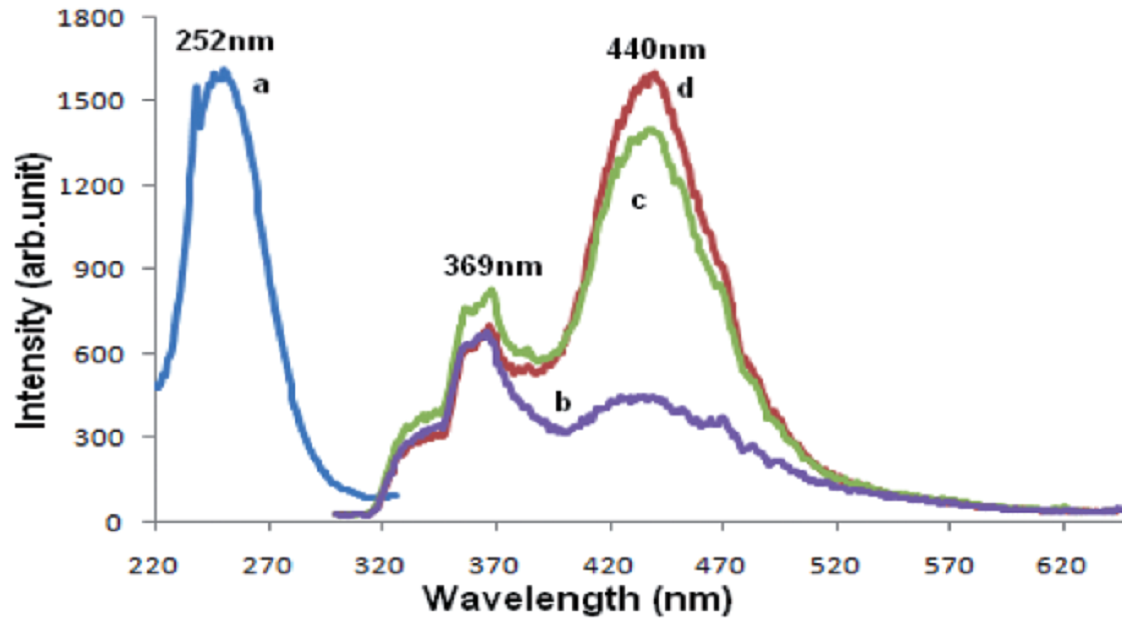 1800
252nm
440nm
a
d
1500
1200
c
369nm
900
600
b
300
0
220 270 320 370 420 470 520 570 620
Intensity (arb.unit)
Wavelength (nm)